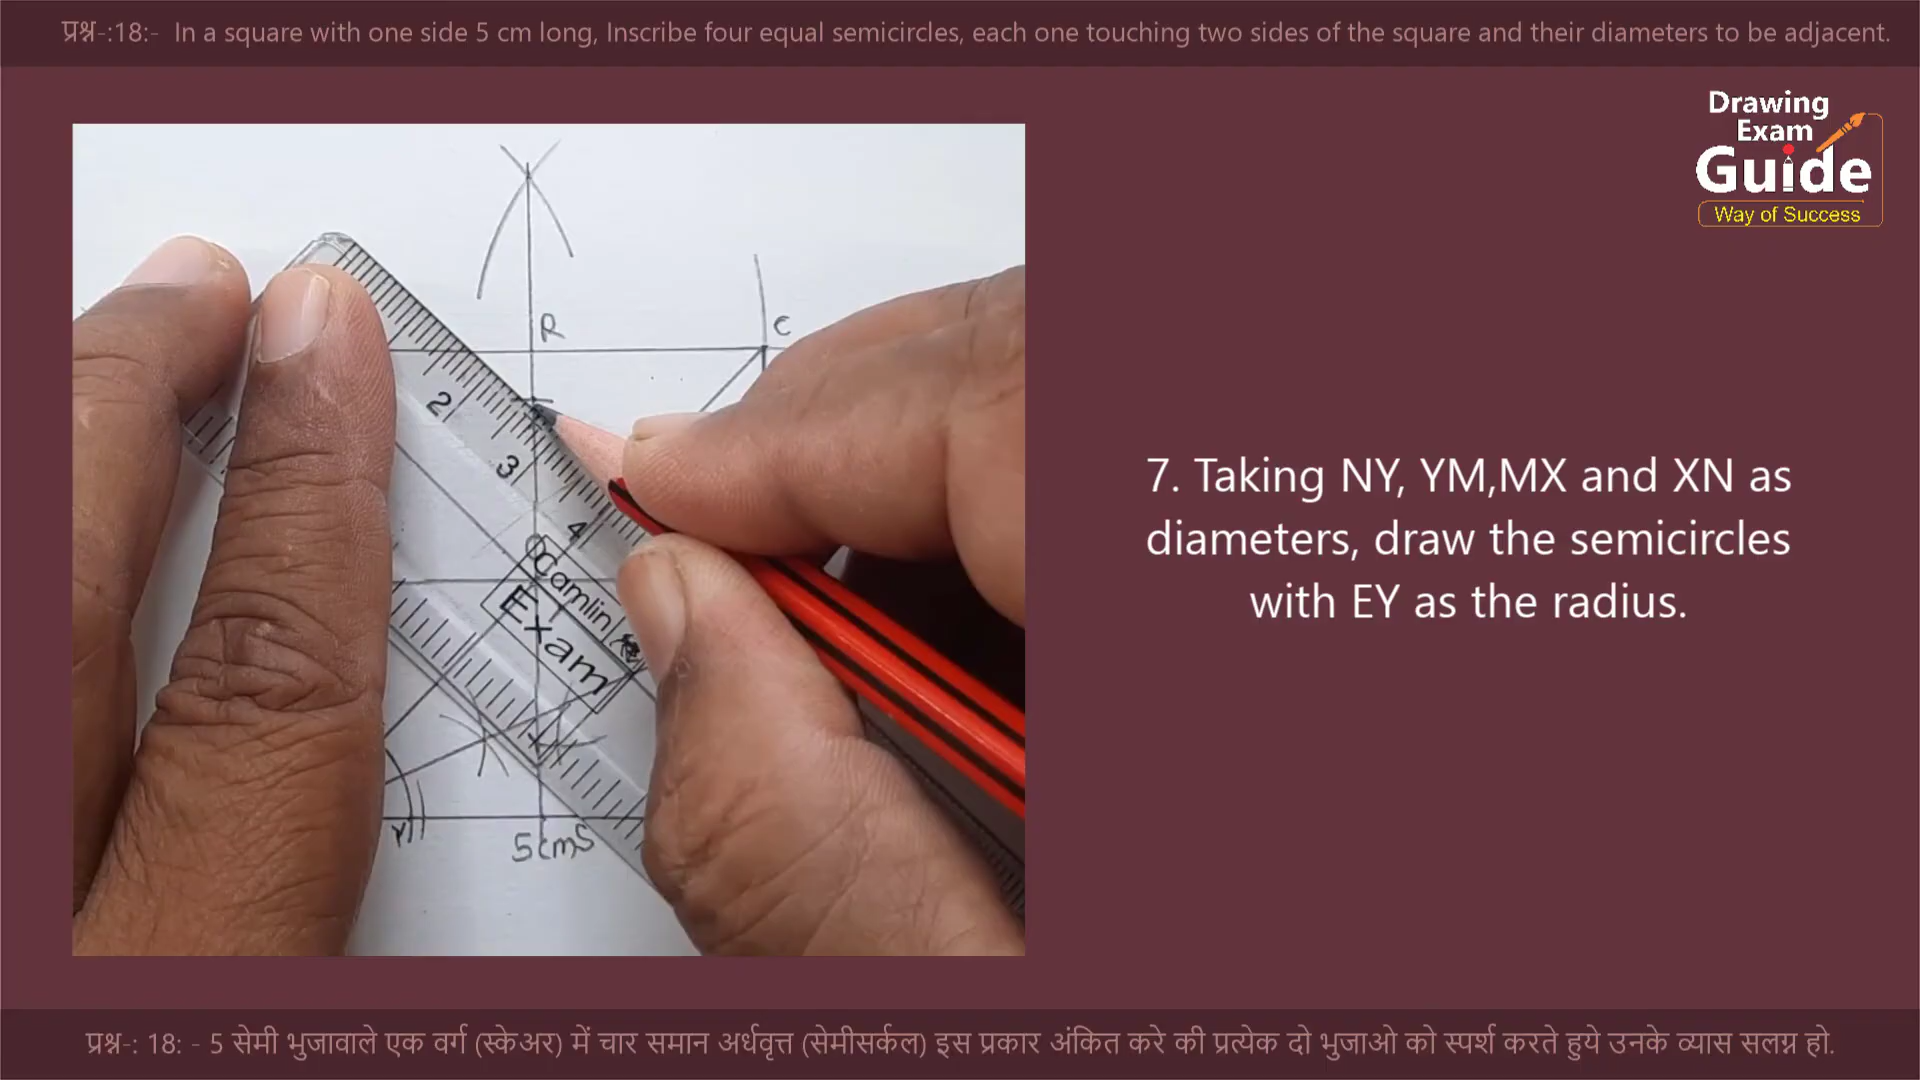 प्रश्न-:18:- In a square with one side 5 cm long, Inscribe four equal semicircles, each one touching two sides of the square and their diameters to be adjacent.
Drawing
Exam
Guide
Way of Success
R
C
2
3
4
Camlin
Exam
5cm S
7. Taking NY, YM,MX and XN as
diameters, draw the semicircles
with EY as the radius.
प्रश्न-: 18: - 5 सेमी भुजावाले एक वर्ग (स्केअर) में चार समान अर्धवृत्त (सेमीसर्कल) इस प्रकार अंकित करे की प्रत्येक दो भुजाओ को स्पर्श करते हुये उनके व्यास सलग्न हो.